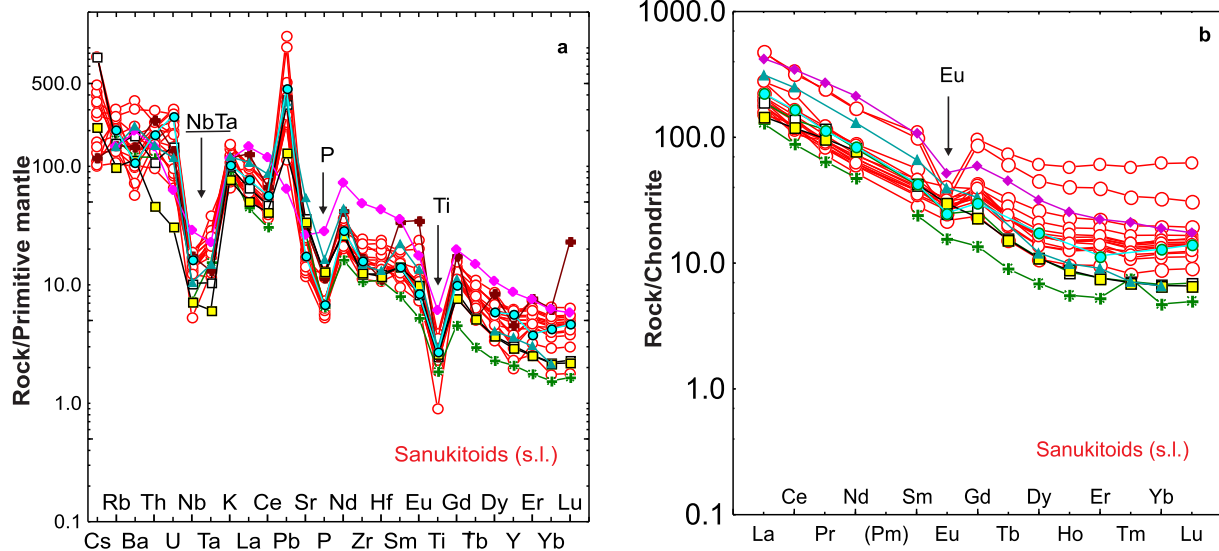 a
Rock/Primitive mantle
500.0
100.0
10.0
1.0
0.1
NbTa
P
Ti
Sanukitoids (s.l.)
Rb Th Nb K Ce Sr Nd Hf Eu Gd Dy Er Lu
Cs Ba U Ta La Pb P Zr Sm Ti Tb Y Yb
b
Rock/Chondrite
1000.0
100.0
10.0
1.0
0.1
Eu
Sanukitoids (s.l.)
Ce Nd Sm Gd Dy Er Yb
La Pr (Pm) Eu Tb Ho Tm Lu